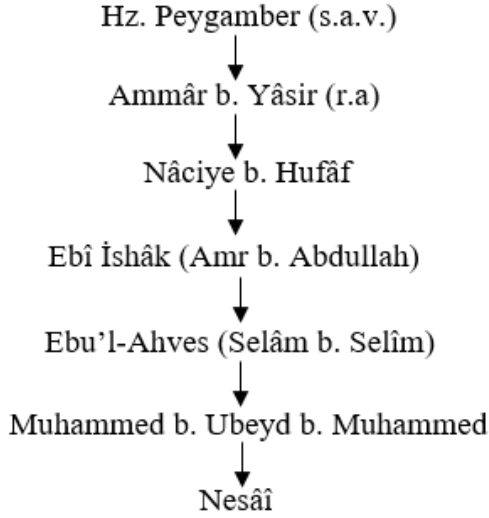 Hz. Peygamber (s.a.v.)
Ammâr b. Yâsir (r.a)
Nâciye b. Hufâf
Ebî İshâk (Amr b. Abdullah)
Ebu’l-Ahves (Selâm b. Selîm)
Muhammed b. Ubeyd b. Muhammed
Nesâî